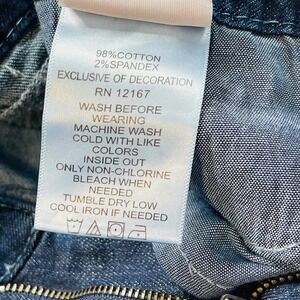 98%COTTON
2%SPANDEX
EXCLUSIVE OF DECORATION
RN 12167
WASH BEFORE
WEARING
MACHINE WASH
COLD WITH LIKE
COLORS
INSIDE OUT
ONLY NON-CHLORINE
BLEACH WHEN
NEEDED
TUMBLE DRY LOW
COOL IRON IF NEEDED